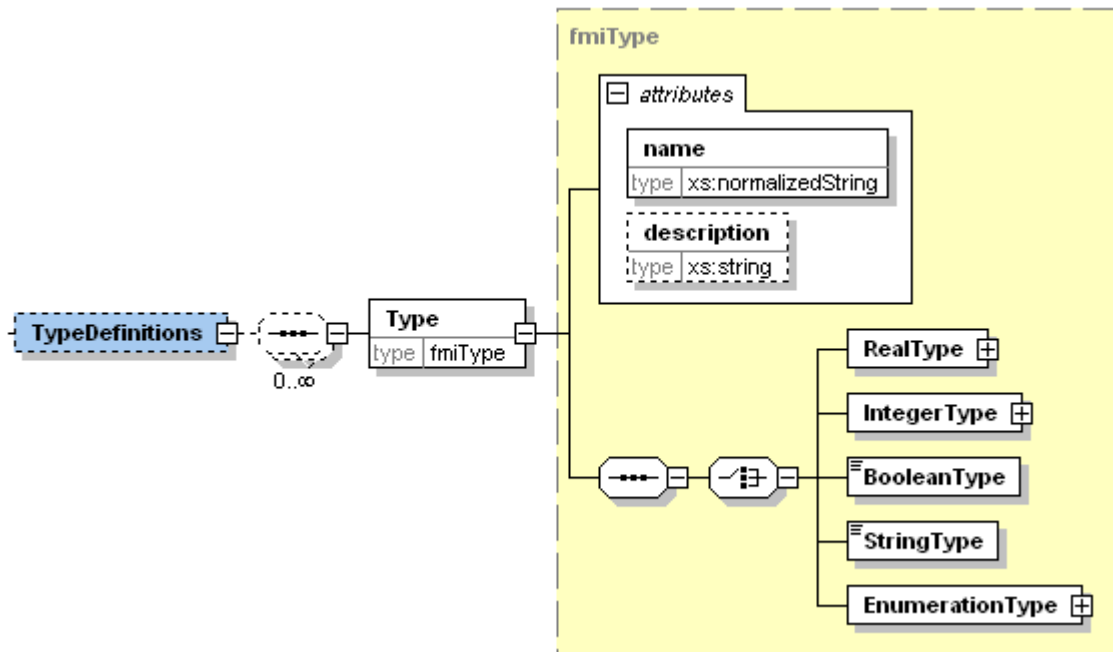 fmiType
attributes
name
type xs:normalizedString
description
type xs:string
TypeDefinitions
Type
type fmiType
0..∞
RealType
IntegerType
BooleanType
StringType
EnumerationType